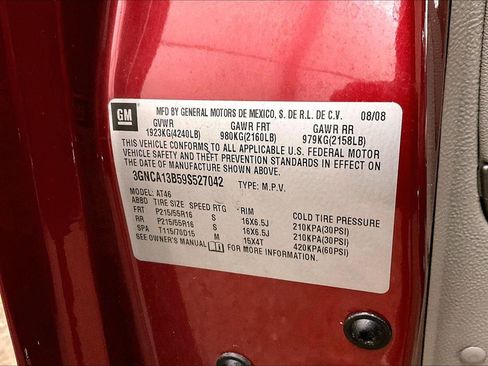 GM
MFD BY GENERAL MOTORS DE MEXICO, S. DE R.L. DE C.V. 08/08
GVWR GAWR FRT GAWR RR
1923KG(4240LB) 980KG(2160LB) 979KG(2158LB)
THIS VEHICLE CONFORMS TO ALL APPLICABLE U.S. FEDERAL MOTOR
VEHICLE SAFETY AND THEFT PREVENTION STANDARDS IN EFFECT ON
THE DATE OF MANUFACTURE SHOWN ABOVE.
3GNCA13B59S527042 TYPE: M.P.V.
MODEL: AT46
ABBD TIRE SIZE SPEED RTG RIM COLD TIRE PRESSURE
FRT P215/55R16 S 16X6.5J 210KPA(30PSI)
RR P215/55R16 S 16X6.5J 210KPA(30PSI)
SPA T115/70D15 M 15X4T 420KPA(60PSI)
SEE OWNER'S MANUAL FOR MORE INFORMATION.